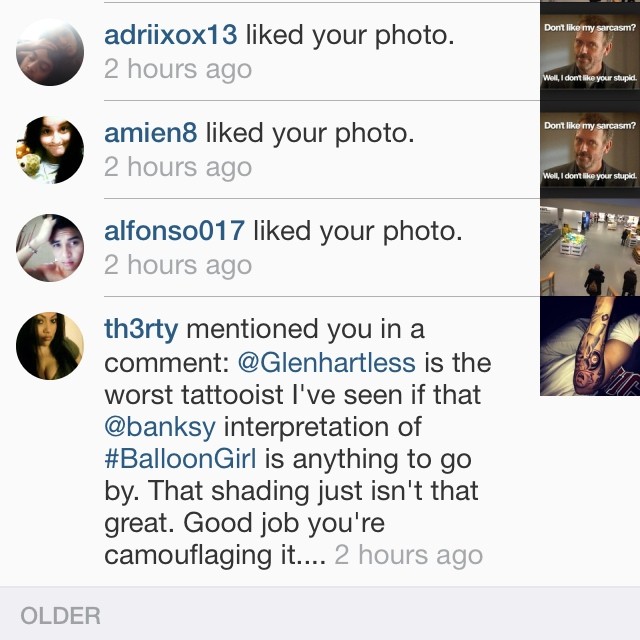 adriixox13 liked your photo.
2 hours ago
Don't like my sarcasm?
Well, I don't like your stupid.
amien8 liked your photo.
2 hours ago
Don't like my sarcasm?
Well, I don't like your stupid.
alfonso017 liked your photo.
2 hours ago
th3rty mentioned you in a
comment: @Glenhartless is the
worst tattooist I've seen if that
@banksy interpretation of
#BalloonGirl is anything to go
by. That shading just isn't that
great. Good job you're
camouflaging it.... 2 hours ago
OLDER